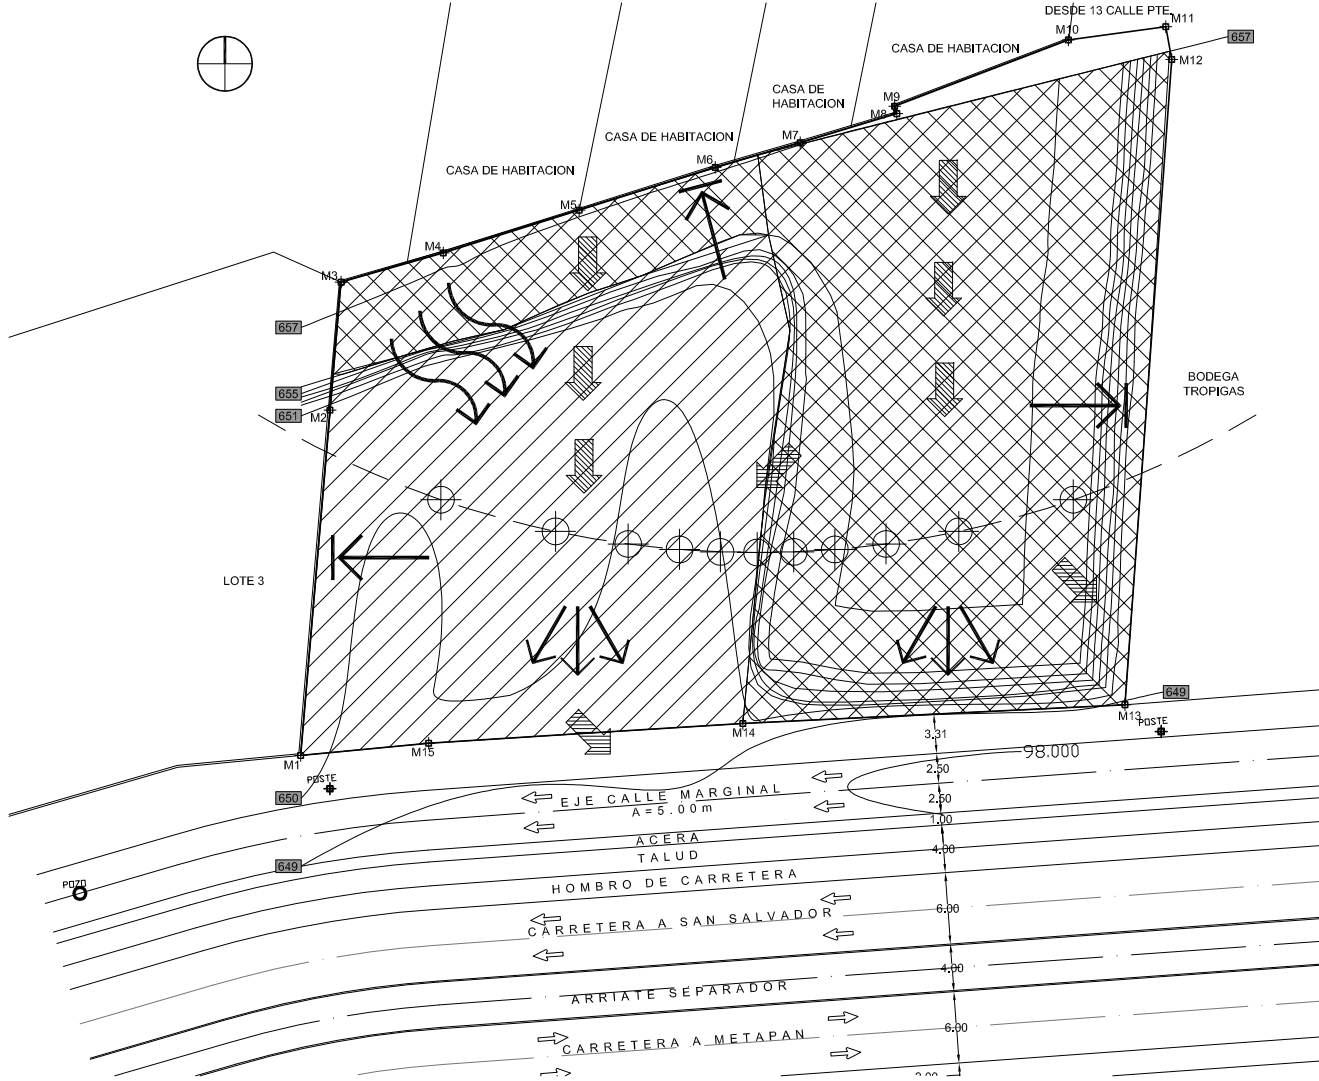 DESDE 13 CALLE PTE.
M11
M10
657
CASA DE HABITACION
M12
CASA DE
HABITACION
M9
M8
CASA DE HABITACION
M7
M6
CASA DE HABITACION
M5
M4
M3
657
655
651
M2
BODEGA
TROPIGAS
LOTE 3
649
M13
POSTE
M14
M15
M1
3.31
98.000
POSTE
650
2.50
EJE CALLE MARGINAL
A=5.00m
2.50
1.00
ACERA
4.00
TALUD
649
HOMBRO DE CARRETERA
POZO
6.00
CARRETERA A SAN SALVADOR
4.00
ARRIATE SEPARADOR
6.00
CARRETERA A METAPAN